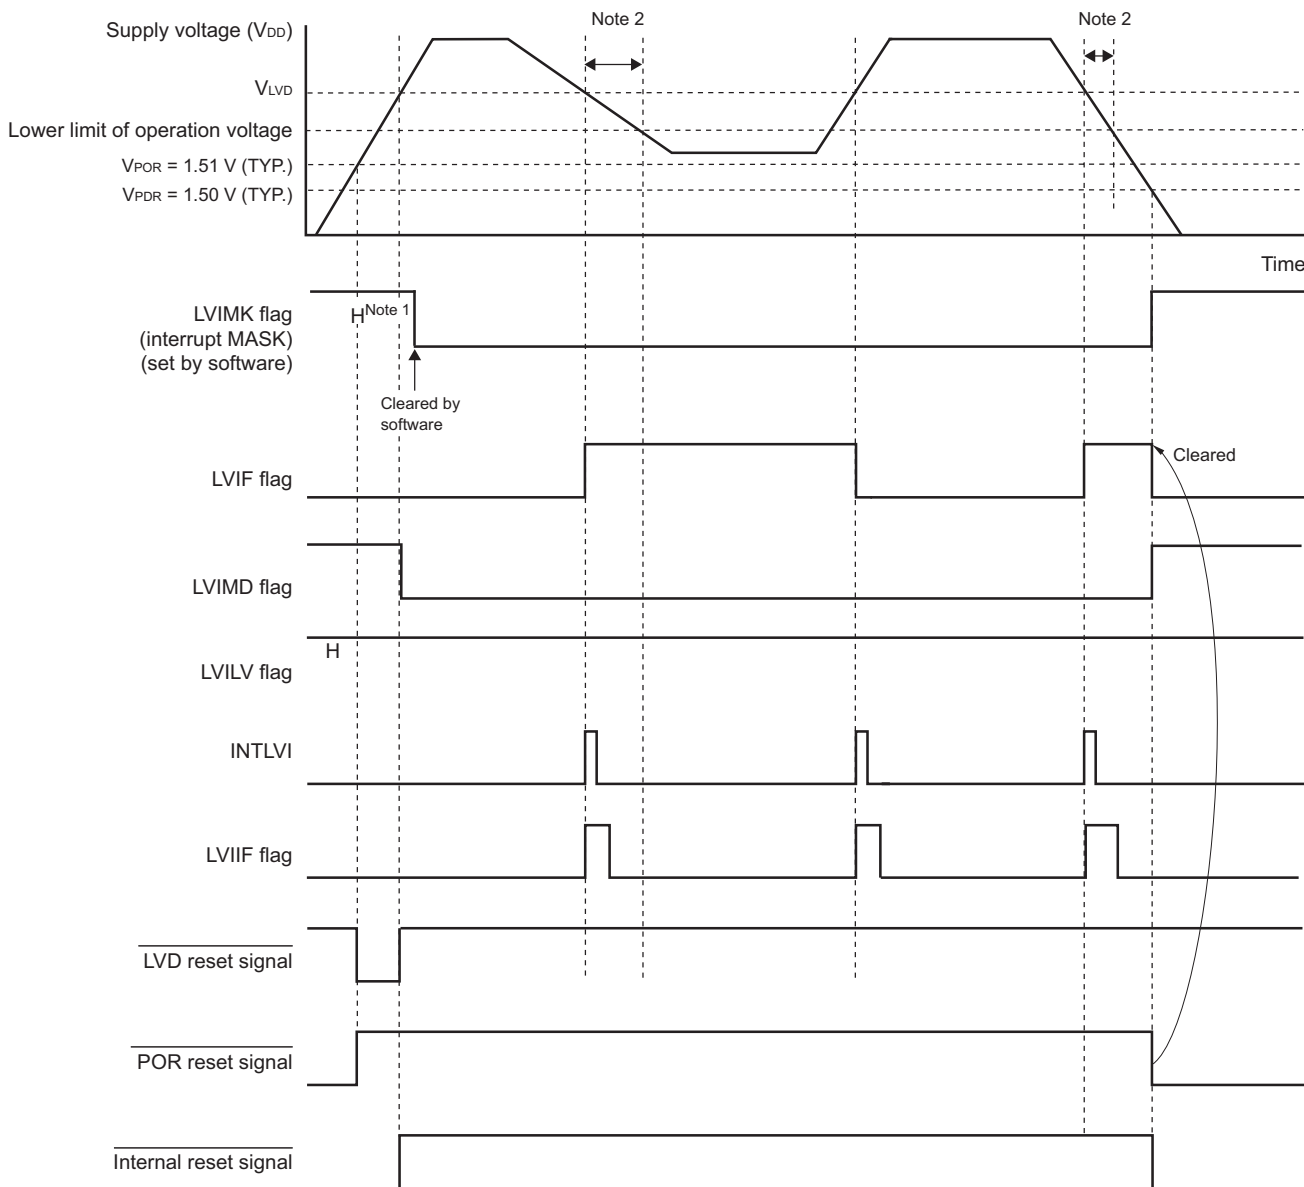 Note 2
Note 2
Supply voltage (VDD)
VLVD
Lower limit of operation voltage
VPOR = 1.51 V (TYP.)
VPDR = 1.50 V (TYP.)
Time
LVIMK flag
(interrupt MASK)
(set by software)
H Note 1
Cleared by
software
LVIF flag
Cleared
LVIMD flag
H
LVILV flag
INTLVI
LVIIF flag
LVD reset signal
POR reset signal
Internal reset signal